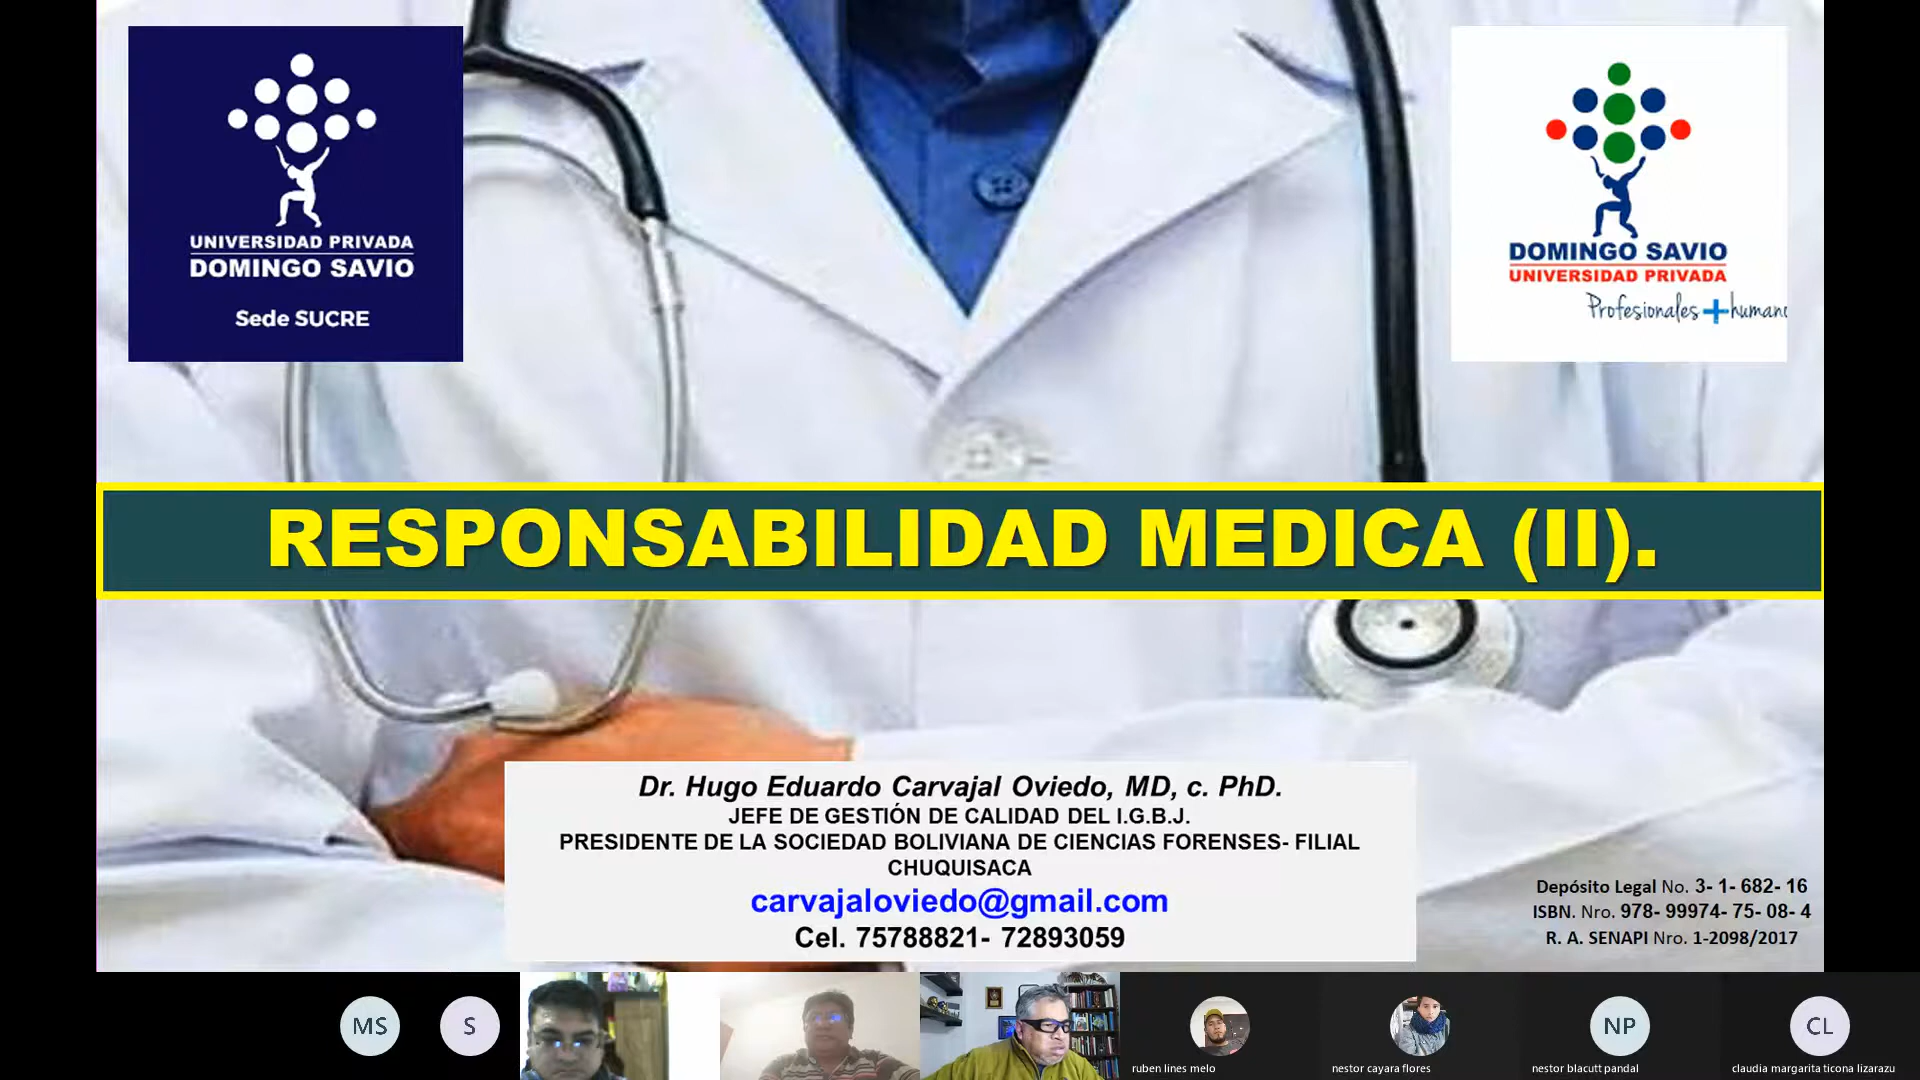 UNIVERSIDAD PRIVADA
DOMINGO SAVIO
Sede SUCRE
DOMINGO SAVIO
UNIVERSIDAD PRIVADA
Profesionales + humano
RESPONSABILIDAD MEDICA (II).
Dr. Hugo Eduardo Carvajal Oviedo, MD, c. PhD.
JEFE DE GESTIÓN DE CALIDAD DEL I.G.B.J.
PRESIDENTE DE LA SOCIEDAD BOLIVIANA DE CIENCIAS FORENSES- FILIAL
CHUQUISACA
carvajaloviedo@gmail.com
Cel. 75788821- 72893059
Depósito Legal No. 3- 1- 682- 16
ISBN. Nro. 978- 99974- 75- 08- 4
R. A. SENAPI Nro. 1-2098/2017
MS
S
ruben lines melo
nestor cayara flores
NP
nestor blacutt pandal
CL
claudia margarita ticona lizarazu